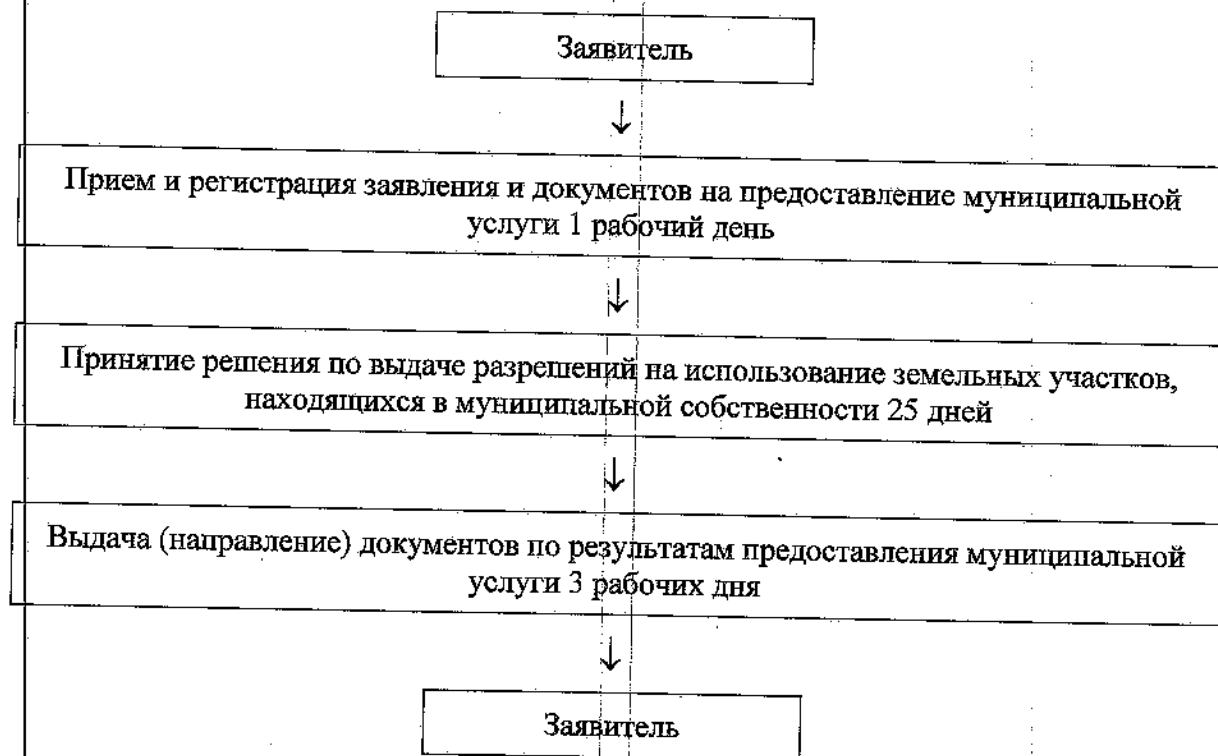 Заявитель
↓
Прием и регистрация заявления и документов на предоставление муниципальной
услуги 1 рабочий день
↓
Принятие решения по выдаче разрешений на использование земельных участков,
находящихся в муниципальной собственности 25 дней
↓
Выдача (направление) документов по результатам предоставления муниципальной
услуги 3 рабочих дня
↓
Заявитель